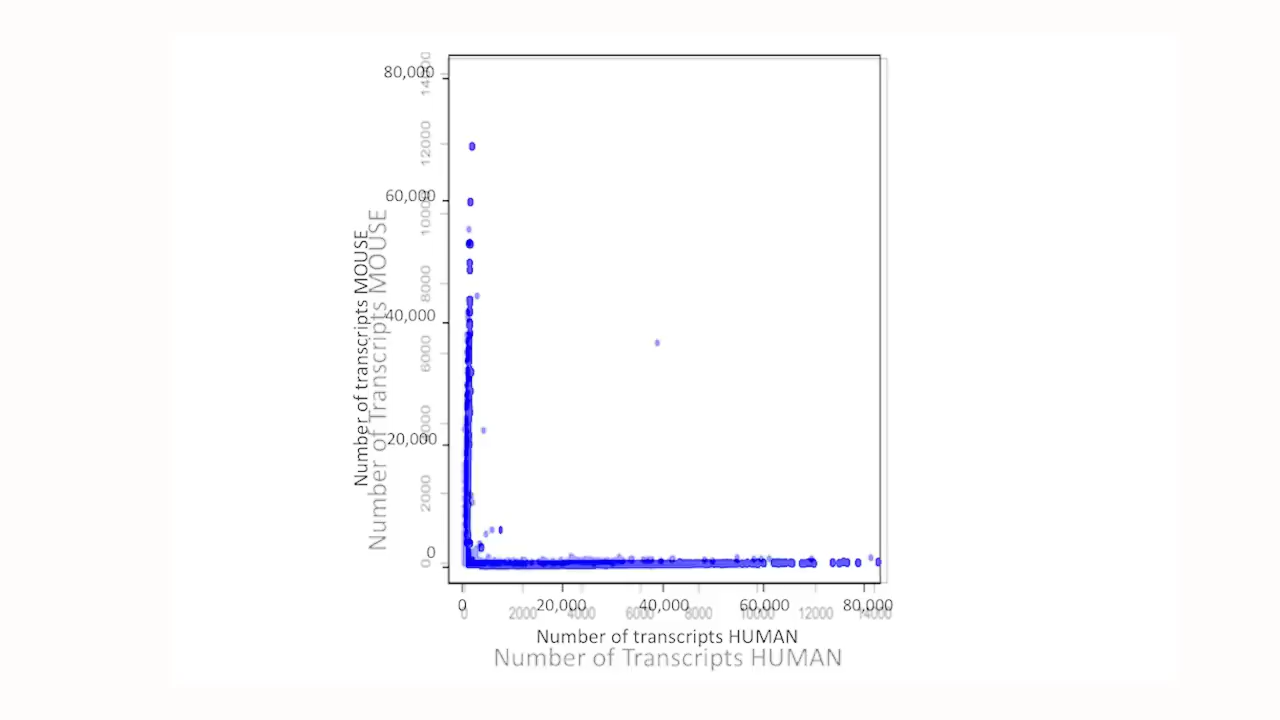 80,000
14000
12000
60,000
10000
8000
40,000
6000
20,000
2000
0
0
Number of transcripts MOUSE
Number of Transcripts MOUSE
0 20,000 40,000 60,000 80,000
0 2000 4000 6000 8000 10000 12000 14000
Number of transcripts HUMAN
Number of Transcripts HUMAN